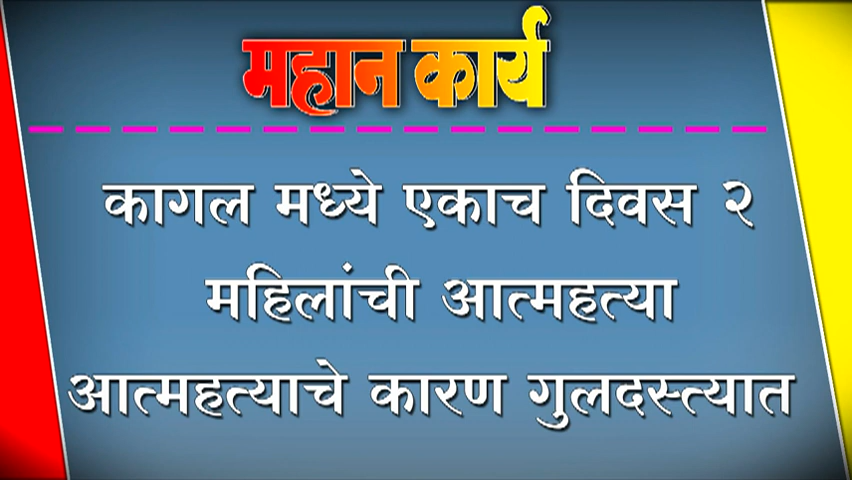 महान कार्य
कागल मध्ये एकाच दिवस २
महिलांची आत्महत्या
आत्महत्याचे कारण गुलदस्त्यात